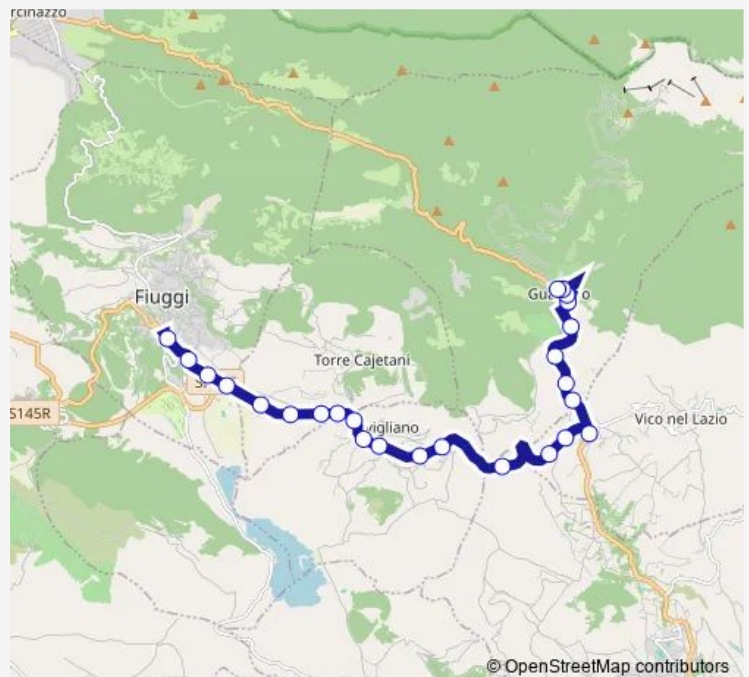 rcinazzo
Fiuggi
Torre Cajetani
S145R
vigliano
Vico nel Lazio
© OpenStreetMap contributors